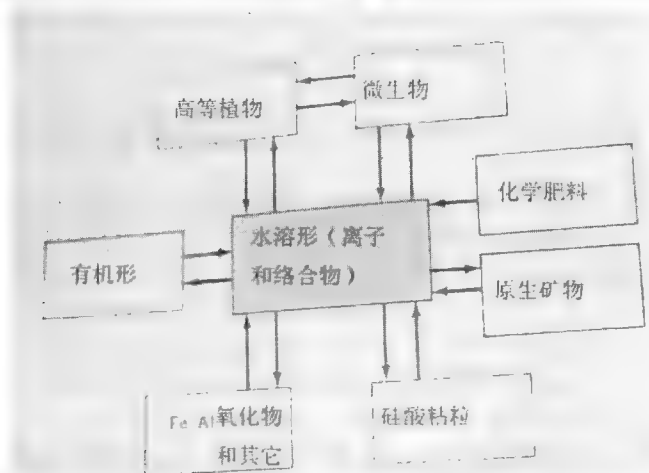 高等植物
微生物
化学肥料
水溶形（离子
和络合物）
有机形
原生矿物
Fe Al氧化物
和其它
硅酸粘粒